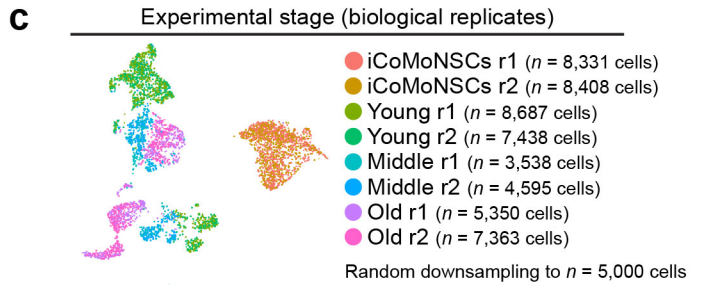 c
Experimental stage (biological replicates)
iCoMoNSCs r1 (n = 8,331 cells)
iCoMoNSCs r2 (n = 8,408 cells)
Young r1 (n = 8,687 cells)
Young r2 (n = 7,438 cells)
Middle r1 (n = 3,538 cells)
Middle r2 (n = 4,595 cells)
Old r1 (n = 5,350 cells)
Old r2 (n = 7,363 cells)
Random downsampling to n = 5,000 cells